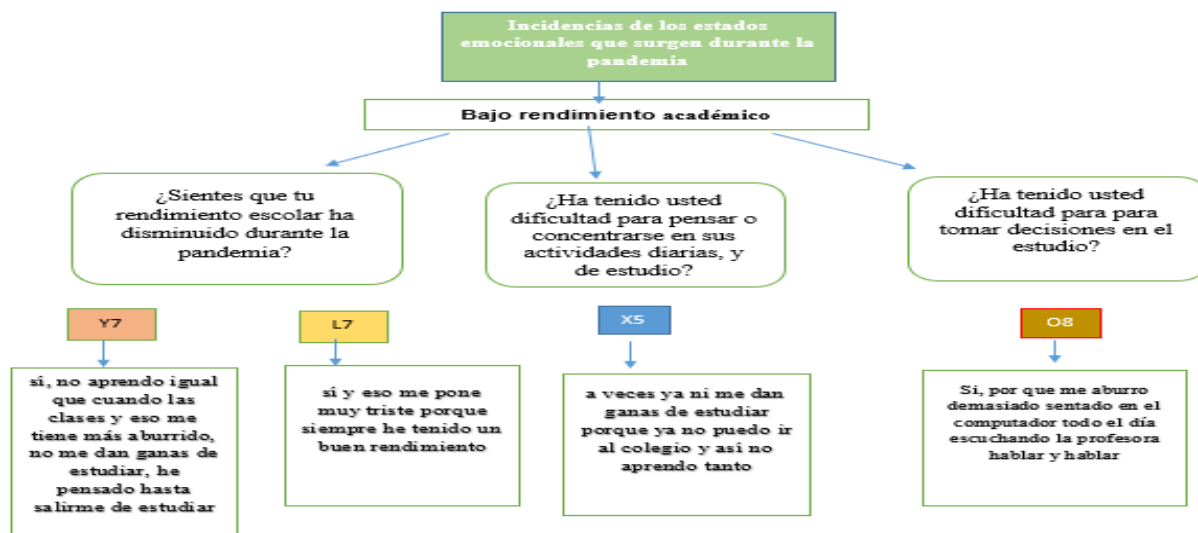 Incidencias de los estados
emocionales que surgen durante la
pandemia
Bajo rendimiento académico
¿Sientes que tu
rendimiento escolar ha
disminuido durante la
pandemia?
¿Ha tenido usted
dificultad para pensar o
concentrarse en sus
actividades diarias, y
de estudio?
¿Ha tenido usted
dificultad para para
tomar decisiones en el
estudio?
Y7
L7
X5
O8
sí, no aprendo igual
que cuando las
clases y eso me
tiene más aburrido,
no me dan ganas de
estudiar, he
pensado hasta
salirme de estudiar
sí y eso me pone
muy triste porque
siempre he tenido un
buen rendimiento
a veces ya ni me dan
ganas de estudiar
porque ya no puedo ir
al colegio y así no
aprendo tanto
Si, por que me aburro
demasiado sentado en el
computador todo el día
escuchando la profesora
hablar y hablar